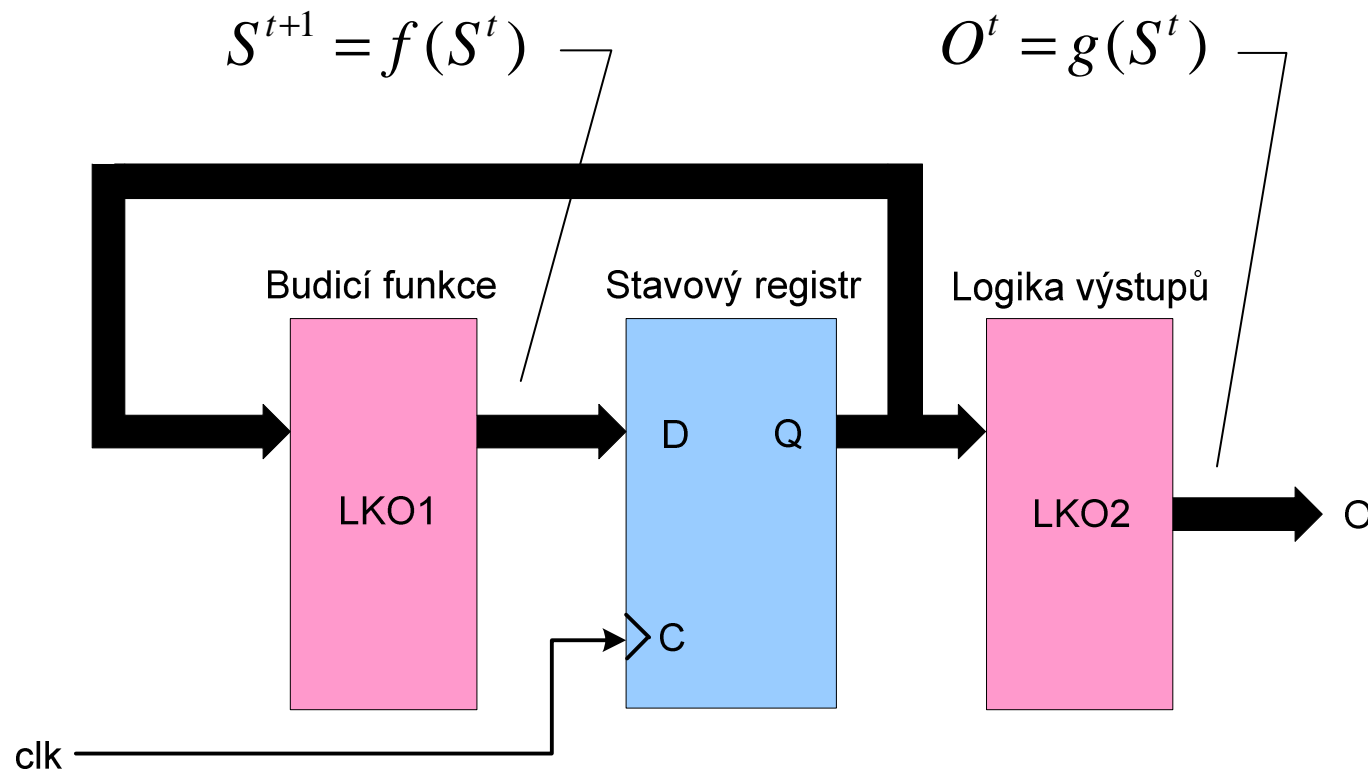 S^{t+1} = f(S^t)
O^t = g(S^t)
Budicí funkce
Stavový registr
Logika výstupů
D
Q
LKO1
LKO2
O
C
clk